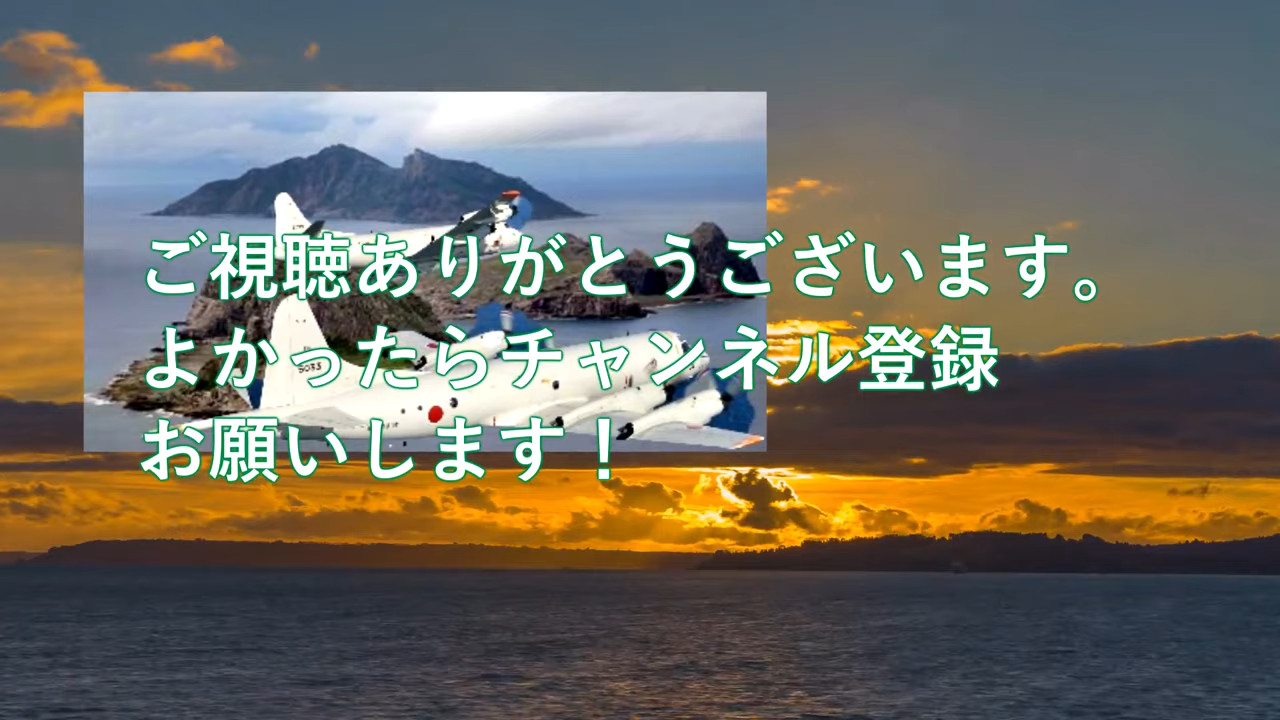 ご視聴ありがとうございます。
よかったらチャンネル登録
お願いします！
5033